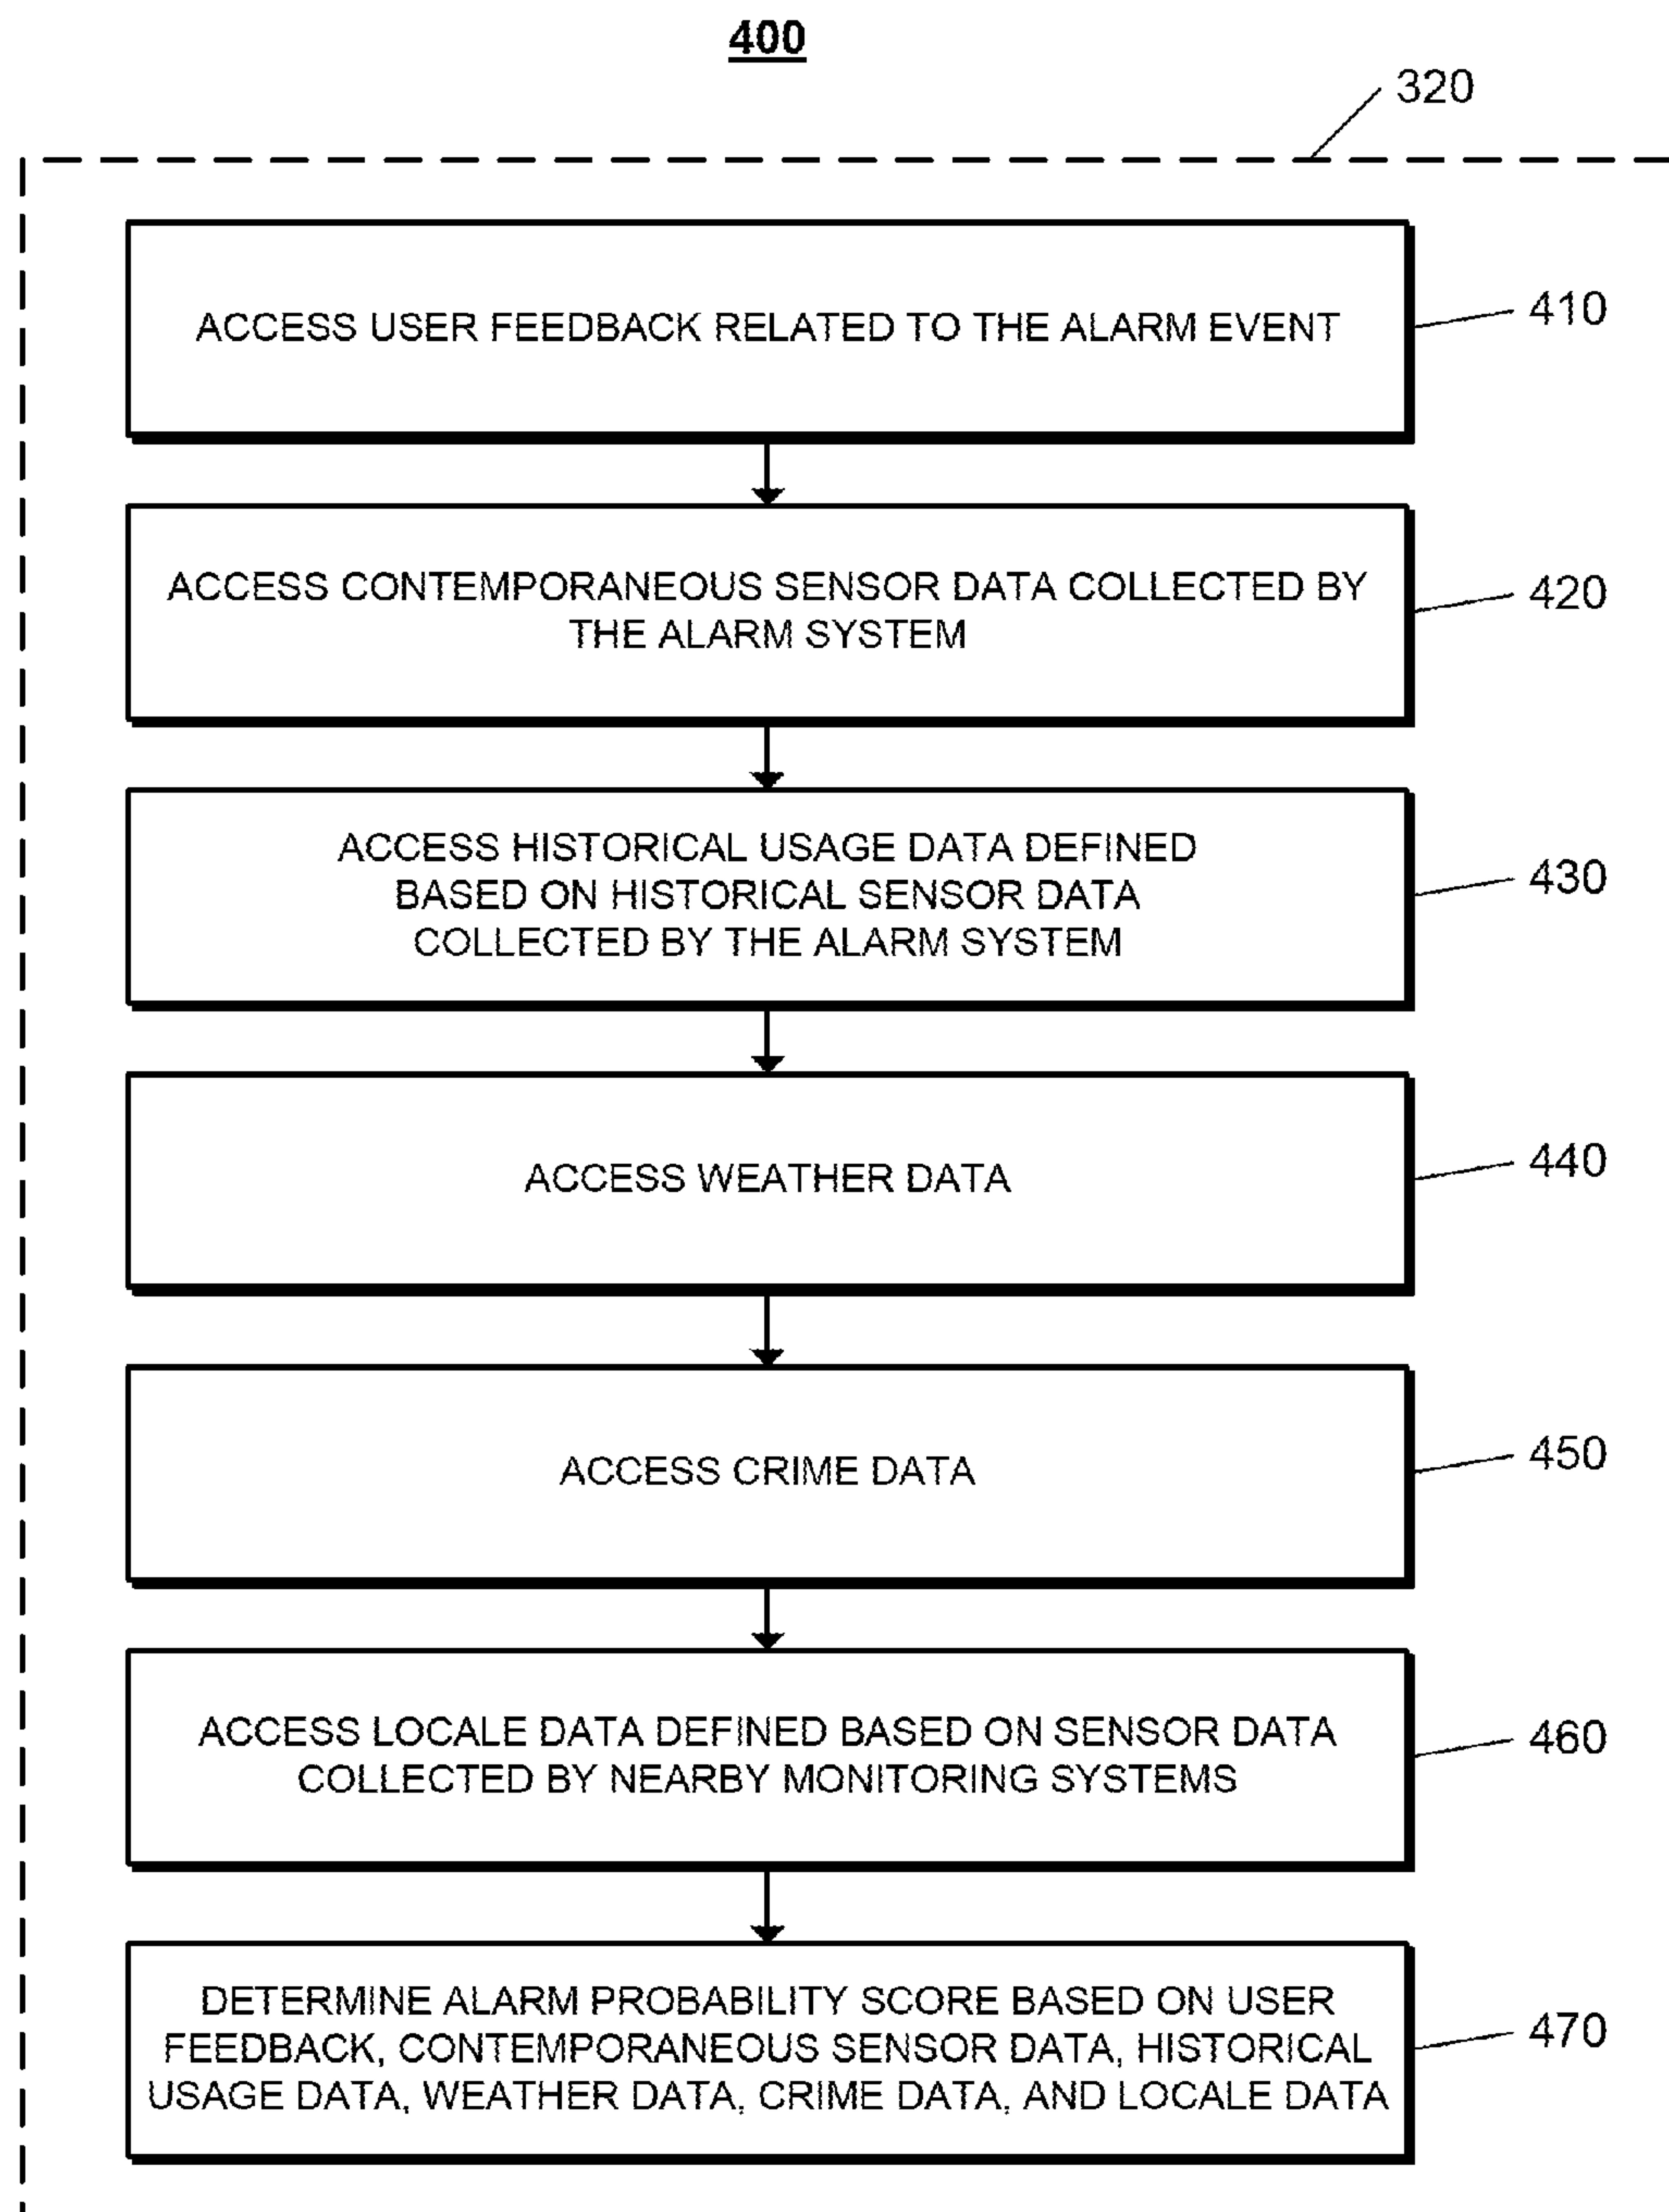 400
320
ACCESS USER FEEDBACK RELATED TO THE ALARM EVENT
410
ACCESS CONTEMPORANEOUS SENSOR DATA COLLECTED BY
THE ALARM SYSTEM
420
ACCESS HISTORICAL USAGE DATA DEFINED
BASED ON HISTORICAL SENSOR DATA
COLLECTED BY THE ALARM SYSTEM
430
ACCESS WEATHER DATA
440
ACCESS CRIME DATA
450
ACCESS LOCALE DATA DEFINED BASED ON SENSOR DATA
COLLECTED BY NEARBY MONITORING SYSTEMS
460
DETERMINE ALARM PROBABILITY SCORE BASED ON USER
FEEDBACK, CONTEMPORANEOUS SENSOR DATA, HISTORICAL
USAGE DATA, WEATHER DATA, CRIME DATA, AND LOCALE DATA
470